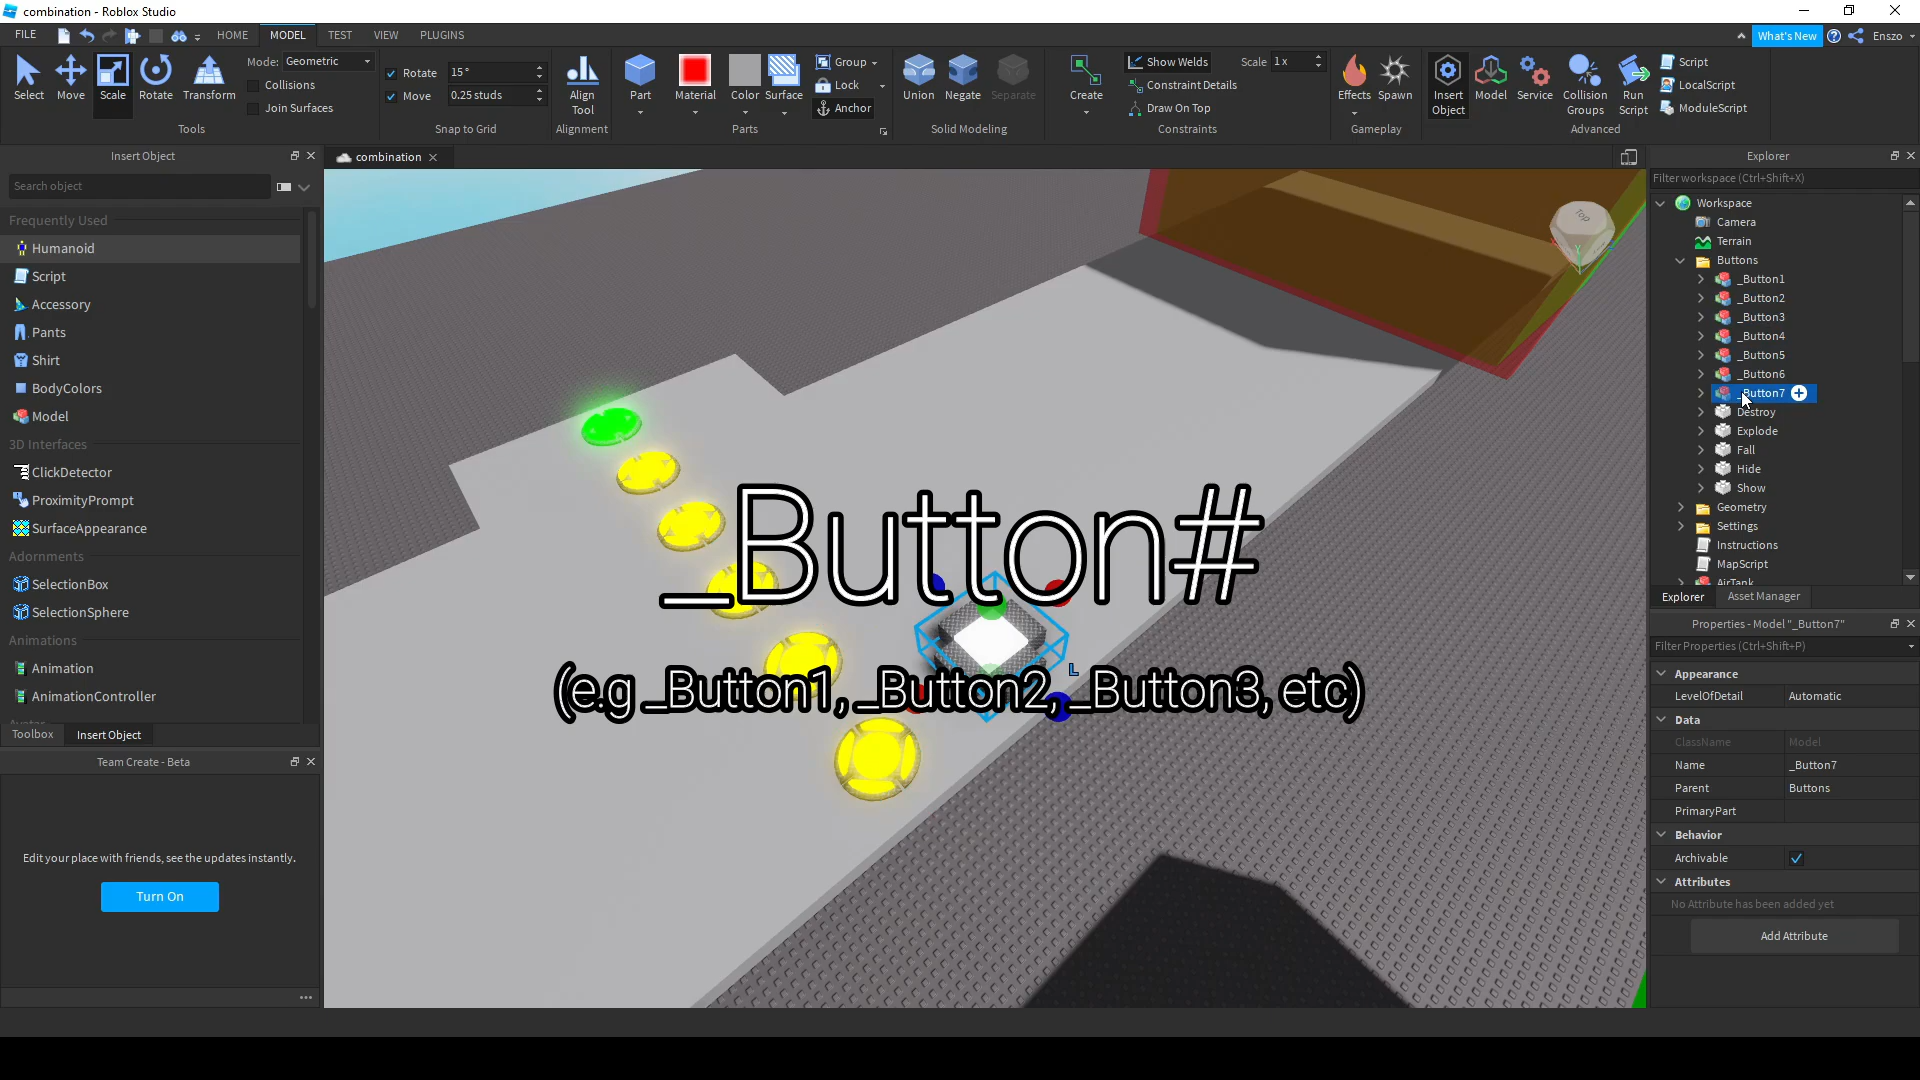 combination - Roblox Studio
FILE HOME MODEL TEST VIEW PLUGINS What's New Enszo
Select Move Scale Rotate Transform
Mode: Geometric
Collisions
Join Surfaces
Tools
Rotate 15°
Move 0.25 studs
Snap to Grid
Align Tool
Alignment
Part Material Color Surface
Group
Lock
Anchor
Parts
Union Negate Separate
Solid Modeling
Create
Show Welds Scale 1x
Constraint Details
Draw On Top
Constraints
Effects Spawn
Gameplay
Insert Object Model Service Collision Groups Run Script
Script
LocalScript
ModuleScript
Advanced
Insert Object
Search object
Frequently Used
Humanoid
Script
Accessory
Pants
Shirt
BodyColors
Model
3D Interfaces
ClickDetector
ProximityPrompt
SurfaceAppearance
Adornments
SelectionBox
SelectionSphere
Animations
Animation
AnimationController
Toolbox Insert Object
Team Create - Beta
Edit your place with friends, see the updates instantly.
Turn On
combination
Top
Y
_Button#
(e.g _Button1, _Button2, _Button3, etc)
L
Explorer
Filter workspace (Ctrl+Shift+X)
Workspace
Camera
Terrain
Buttons
_Button1
_Button2
_Button3
_Button4
_Button5
_Button6
_Button7
Destroy
Explode
Fall
Hide
Show
Geometry
Settings
Instructions
MapScript
AirTank
Explorer Asset Manager
Properties - Model "_Button7"
Filter Properties (Ctrl+Shift+P)
Appearance
LevelOfDetail Automatic
Data
ClassName Model
Name _Button7
Parent Buttons
PrimaryPart
Behavior
Archivable
Attributes
No Attribute has been added yet
Add Attribute